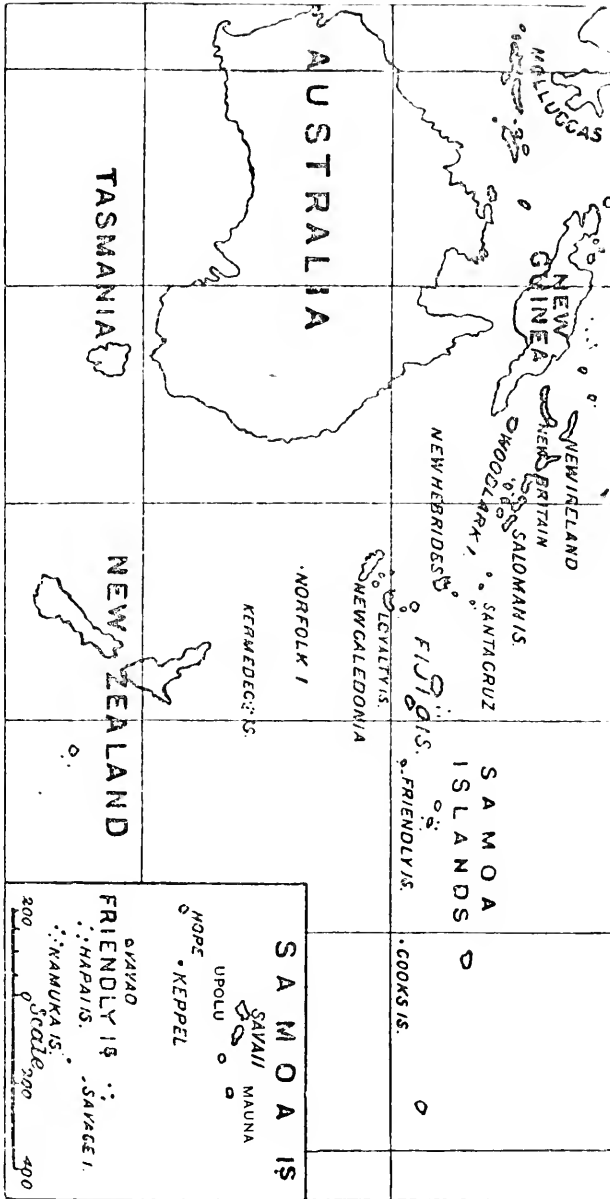 MOLLUCCAS
NEW
GUINEA
NEW IRELAND
NEW BRITAIN
SALOMAN IS.
WOODLARK I.
SANTA CRUZ
NEW HEBRIDES
AUSTRALIA
FIJI IS.
LOYALTY IS.
NEW CALEDONIA
SAMOA
ISLANDS
FRIENDLY IS.
COOKS IS.
NORFOLK I
KERMEDEC IS.
TASMANIA
NEW ZEALAND
SAMOA IS
SAVAII
MAUNA
UPOLU
HOPE
KEPPEL
VAVAO
FRIENDLY IS
HAPAI IS.
SAVAGE I.
NAMUKA IS.
Scale
200 0 200 400